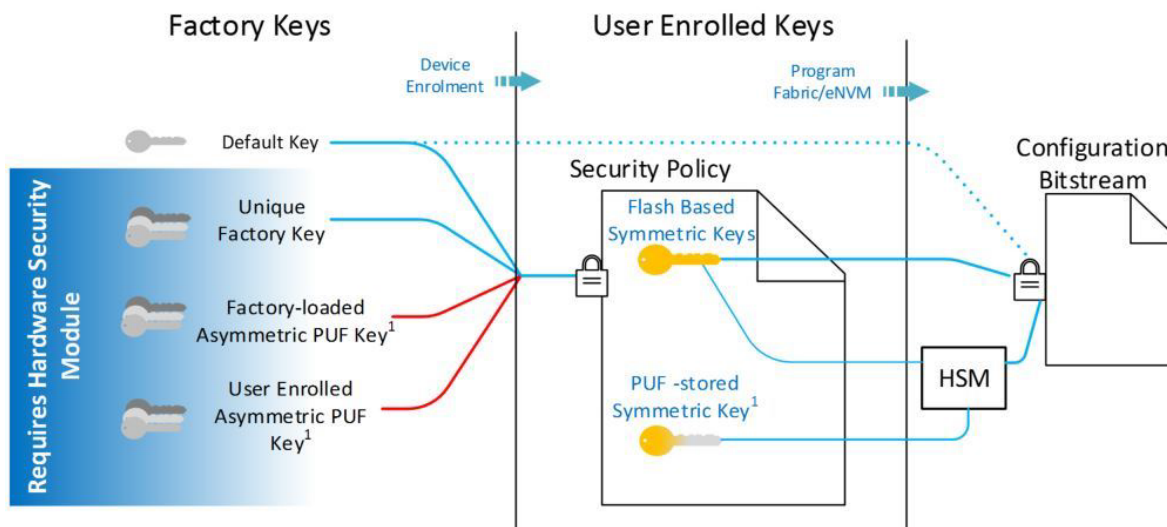 Factory Keys
User Enrolled Keys
Device
Enrolment
Program
Fabric/eNVM
Default Key
Security Policy
Configuration
Bitstream
Requires Hardware Security
Module
Unique
Factory Key
Flash Based
Symmetric Keys
Factory-loaded
Asymmetric PUF Key¹
User Enrolled
Asymmetric PUF
Key¹
PUF -stored
Symmetric Key¹
HSM